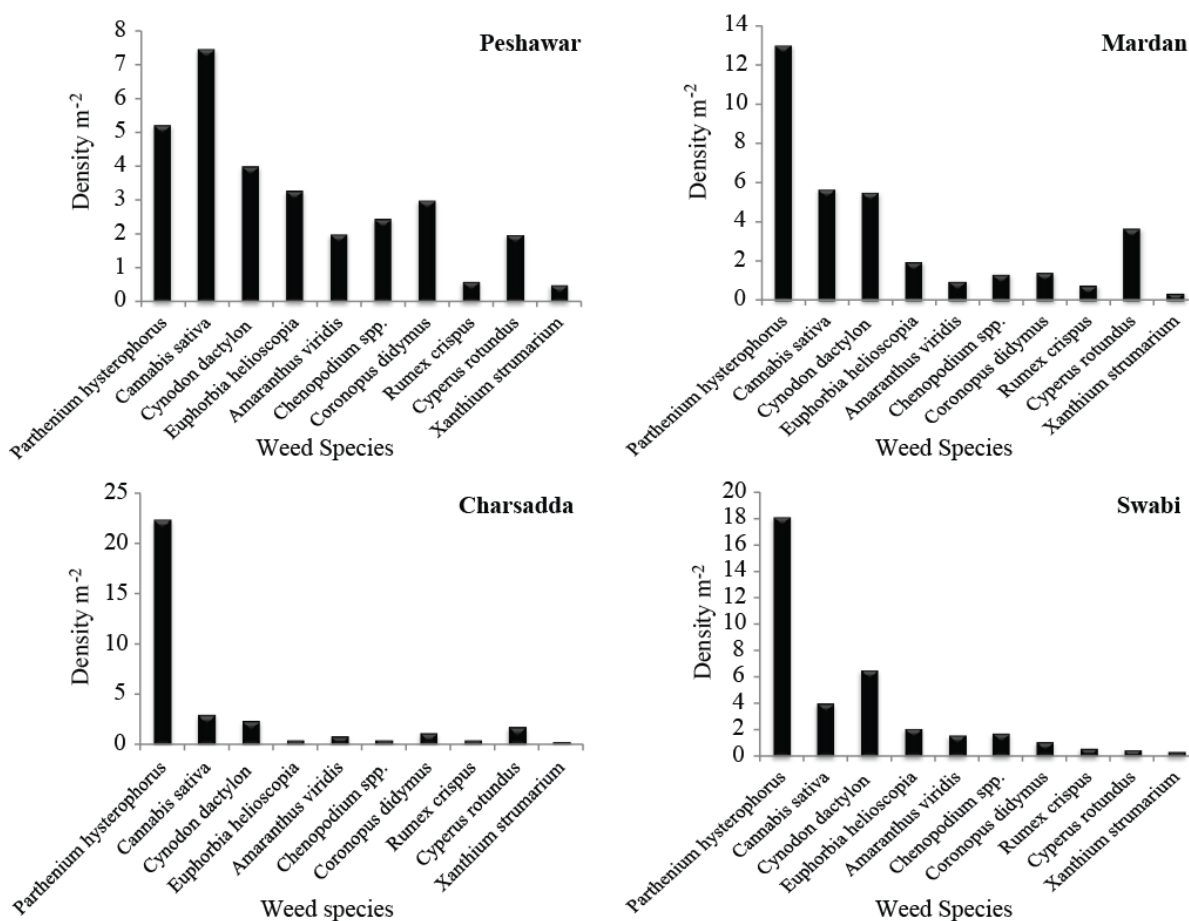 Peshawar
Density m-2
8
7
6
5
4
3
2
1
0
Parthenium hysterophorus
Cannabis sativa
Cynodon dactylon
Euphorbia helioscopia
Amaranthus viridis
Chenopodium spp.
Coronopus didymus
Rumex crispus
Cyperus rotundus
Xanthium strumarium
Weed Species
Mardan
Density m-2
14
12
10
8
6
4
2
0
Parthenium hysterophorus
Cannabis sativa
Cynodon dactylon
Euphorbia helioscopia
Amaranthus viridis
Chenopodium spp.
Coronopus didymus
Rumex crispus
Cyperus rotundus
Xanthium strumarium
Weed Species
Charsadda
Density m-2
25
20
15
10
5
0
Parthenium hysterophorus
Cannabis sativa
Cynodon dactylon
Euphorbia helioscopia
Amaranthus viridis
Chenopodium spp.
Coronopus didymus
Rumex crispus
Cyperus rotundus
Xanthium strumarium
Weed species
Swabi
Density m-2
20
18
16
14
12
10
8
6
4
2
0
Parthenium hysterophorus
Cannabis sativa
Cynodon dactylon
Euphorbia helioscopia
Amaranthus viridis
Chenopodium spp.
Coronopus didymus
Rumex crispus
Cyperus rotundus
Xanthium strumarium
Weed Species